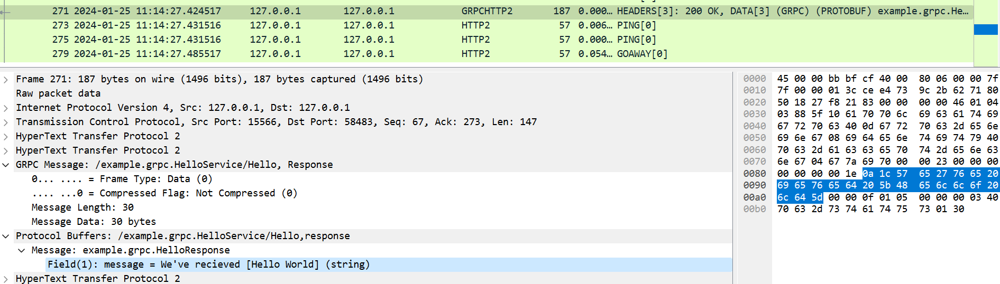 271 2024-01-25 11:14:27.424517 127.0.0.1 127.0.0.1 GRPCHTTP2 187 0.000… HEADERS[3]: 200 OK, DATA[3] (GRPC) (PROTOBUF) example.grpc.He…
273 2024-01-25 11:14:27.431516 127.0.0.1 127.0.0.1 HTTP2 57 0.006… PING[0]
275 2024-01-25 11:14:27.431516 127.0.0.1 127.0.0.1 HTTP2 57 0.000… PING[0]
279 2024-01-25 11:14:27.485517 127.0.0.1 127.0.0.1 HTTP2 57 0.054… GOAWAY[0]
Frame 271: 187 bytes on wire (1496 bits), 187 bytes captured (1496 bits)
Raw packet data
Internet Protocol Version 4, Src: 127.0.0.1, Dst: 127.0.0.1
Transmission Control Protocol, Src Port: 15566, Dst Port: 58483, Seq: 67, Ack: 273, Len: 147
HyperText Transfer Protocol 2
HyperText Transfer Protocol 2
GRPC Message: /example.grpc.HelloService/Hello, Response
0... .... = Frame Type: Data (0)
.... ...0 = Compressed Flag: Not Compressed (0)
Message Length: 30
Message Data: 30 bytes
Protocol Buffers: /example.grpc.HelloService/Hello,response
Message: example.grpc.HelloResponse
Field(1): message = We've recieved [Hello World] (string)
HyperText Transfer Protocol 2
0000 45 00 00 bb bf cf 40 00 80 06 00 00 7f
0010 7f 00 00 01 3c ce e4 73 9c 2b 62 71 80
0020 50 18 27 f8 21 83 00 00 00 00 46 01 04
0030 03 88 5f 10 61 70 70 6c 69 63 61 74 69
0040 67 72 70 63 40 0d 67 72 70 63 2d 65 6e
0050 69 6e 67 08 69 64 65 6e 74 69 74 79 40
0060 70 63 2d 61 63 63 65 70 74 2d 65 6e 63
0070 6e 67 04 67 7a 69 70 00 00 23 00 00 00
0080 00 00 00 00 1e 0a 1c 57 65 27 76 65 20
0090 69 65 76 65 64 20 5b 48 65 6c 6c 6f 20
00a0 6c 64 5d 00 00 0f 01 05 00 00 00 03 40
00b0 70 63 2d 73 74 61 74 75 73 01 30